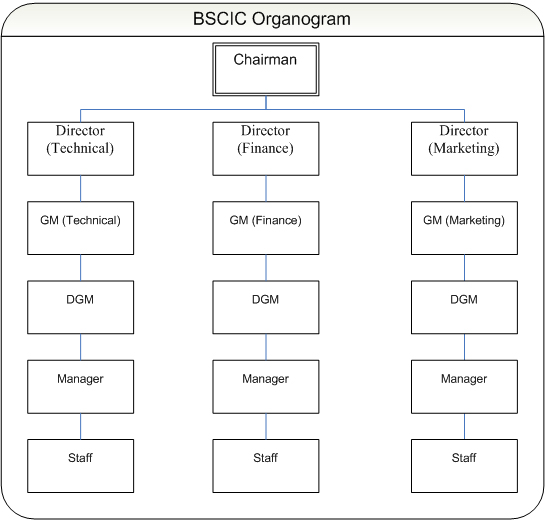 BSCIC Organogram
Chairman
Director
(Technical)
Director
(Finance)
Director
(Marketing)
GM (Technical)
GM (Finance)
GM (Marketing)
DGM
DGM
DGM
Manager
Manager
Manager
Staff
Staff
Staff